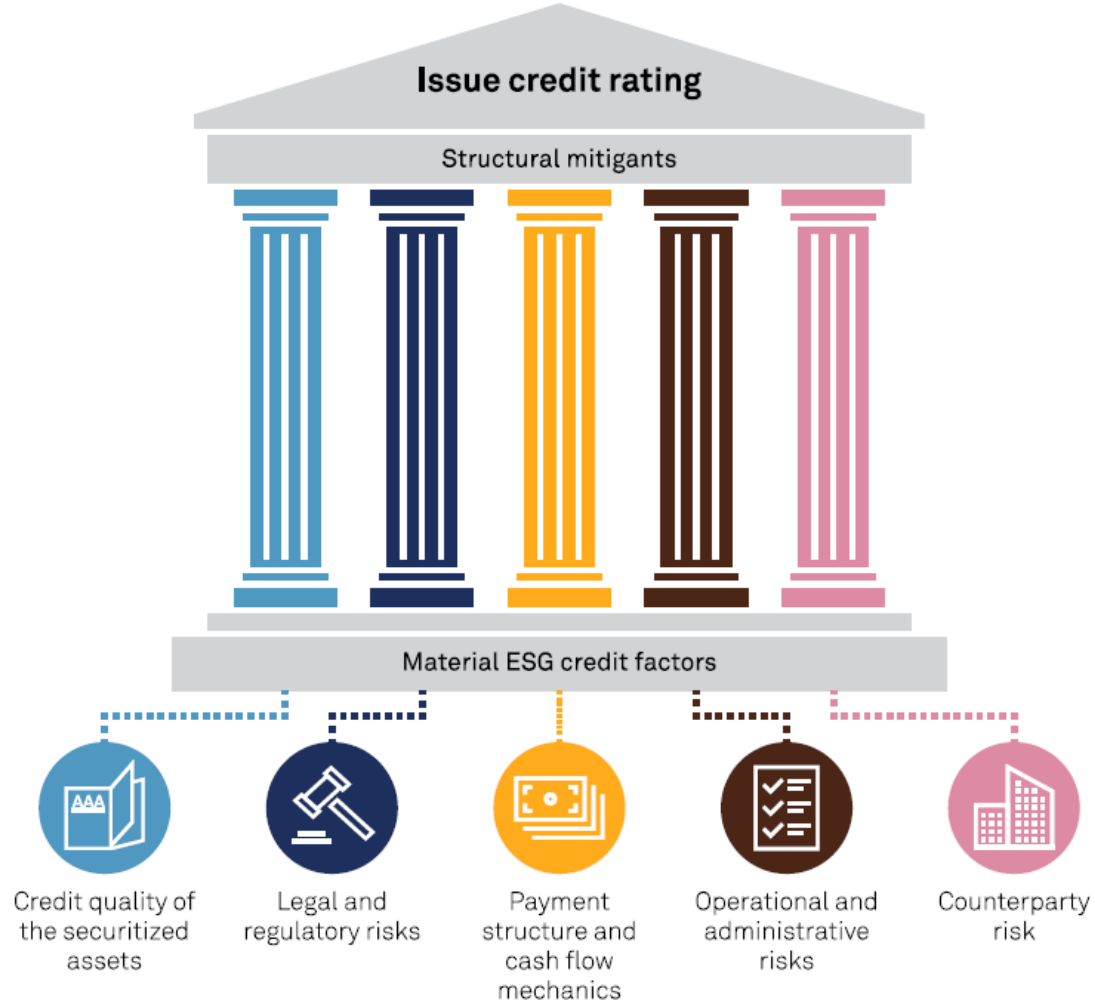 Issue credit rating
Structural mitigants
Material ESG credit factors
AAA
Credit quality of
the securitized
assets
Legal and
regulatory risks
Payment
structure and
cash flow
mechanics
Operational and
administrative
risks
Counterparty
risk